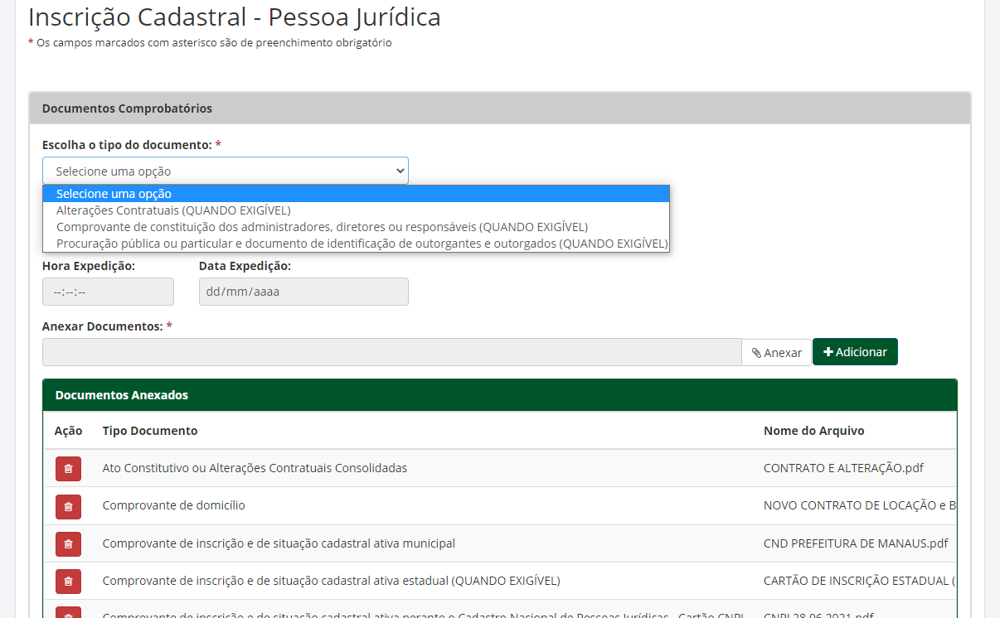 Inscrição Cadastral - Pessoa Jurídica
* Os campos marcados com asterisco são de preenchimento obrigatório
Documentos Comprobatórios
Escolha o tipo do documento: *
Selecione uma opção
Selecione uma opção
Alterações Contratuais (QUANDO EXIGÍVEL)
Comprovante de constituição dos administradores, diretores ou responsáveis (QUANDO EXIGÍVEL)
Procuração pública ou particular e documento de identificação de outorgantes e outorgados (QUANDO EXIGÍVEL)
Hora Expedição: Data Expedição:
--:--:-- dd/mm/aaaa
Anexar Documentos: *
Anexar Adicionar
Documentos Anexados
Ação Tipo Documento Nome do Arquivo
Ato Constitutivo ou Alterações Contratuais Consolidadas CONTRATO E ALTERAÇÃO.pdf
Comprovante de domicílio NOVO CONTRATO DE LOCAÇÃO e B
Comprovante de inscrição e de situação cadastral ativa municipal CND PREFEITURA DE MANAUS.pdf
Comprovante de inscrição e de situação cadastral ativa estadual (QUANDO EXIGÍVEL) CARTÃO DE INSCRIÇÃO ESTADUAL (
Comprovante de inscrição e de situação cadastral ativa perante o Cadastro Nacional de Pessoas Jurídicas - Cartão CNPJ CNPJ 28.06.2021.pdf